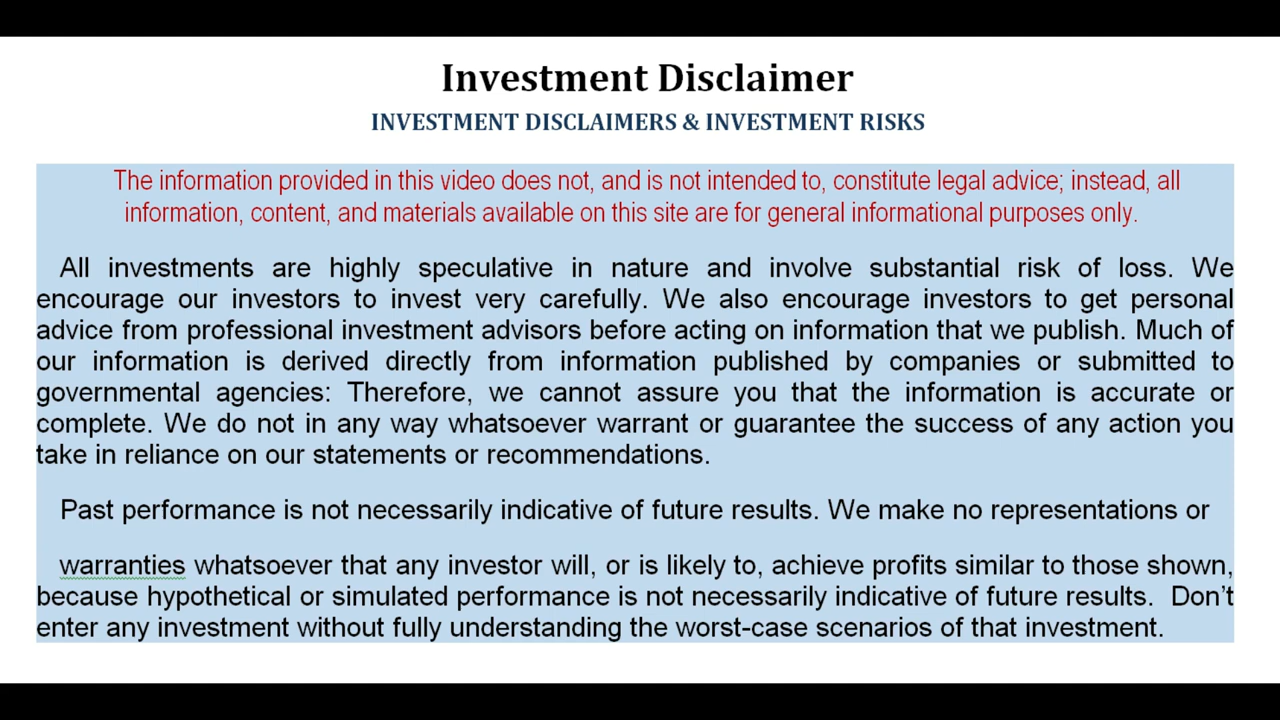 Investment Disclaimer
INVESTMENT DISCLAIMERS & INVESTMENT RISKS
The information provided in this video does not, and is not intended to, constitute legal advice; instead, all
information, content, and materials available on this site are for general informational purposes only.
All investments are highly speculative in nature and involve substantial risk of loss. We
encourage our investors to invest very carefully. We also encourage investors to get personal
advice from professional investment advisors before acting on information that we publish. Much of
our information is derived directly from information published by companies or submitted to
governmental agencies: Therefore, we cannot assure you that the information is accurate or
complete. We do not in any way whatsoever warrant or guarantee the success of any action you
take in reliance on our statements or recommendations.
Past performance is not necessarily indicative of future results. We make no representations or
warranties whatsoever that any investor will, or is likely to, achieve profits similar to those shown,
because hypothetical or simulated performance is not necessarily indicative of future results.  Don’t
enter any investment without fully understanding the worst-case scenarios of that investment.